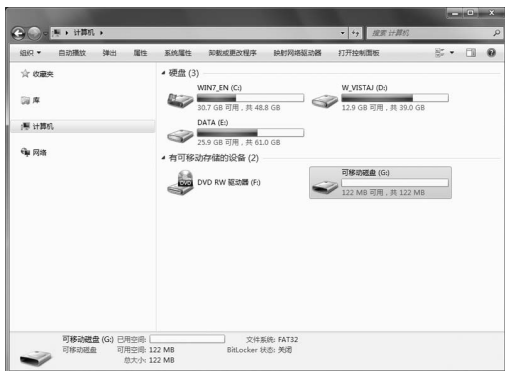 计算机
搜索 计算机
组织 自动播放 弹出 属性 系统属性 卸载或更改程序 映射网络驱动器 打开控制面板
收藏夹
库
计算机
网络
硬盘 (3)
WIN7_EN (C:)
30.7 GB 可用，共 48.8 GB
W_VISTAJ (D:)
12.9 GB 可用，共 39.0 GB
DATA (E:)
25.9 GB 可用，共 61.0 GB
有可移动存储的设备 (2)
DVD RW 驱动器 (F:)
可移动磁盘 (G:)
122 MB 可用，共 122 MB
可移动磁盘 (G:) 已用空间: 文件系统: FAT32
可移动磁盘 可用空间: 122 MB BitLocker 状态: 关闭
总大小: 122 MB